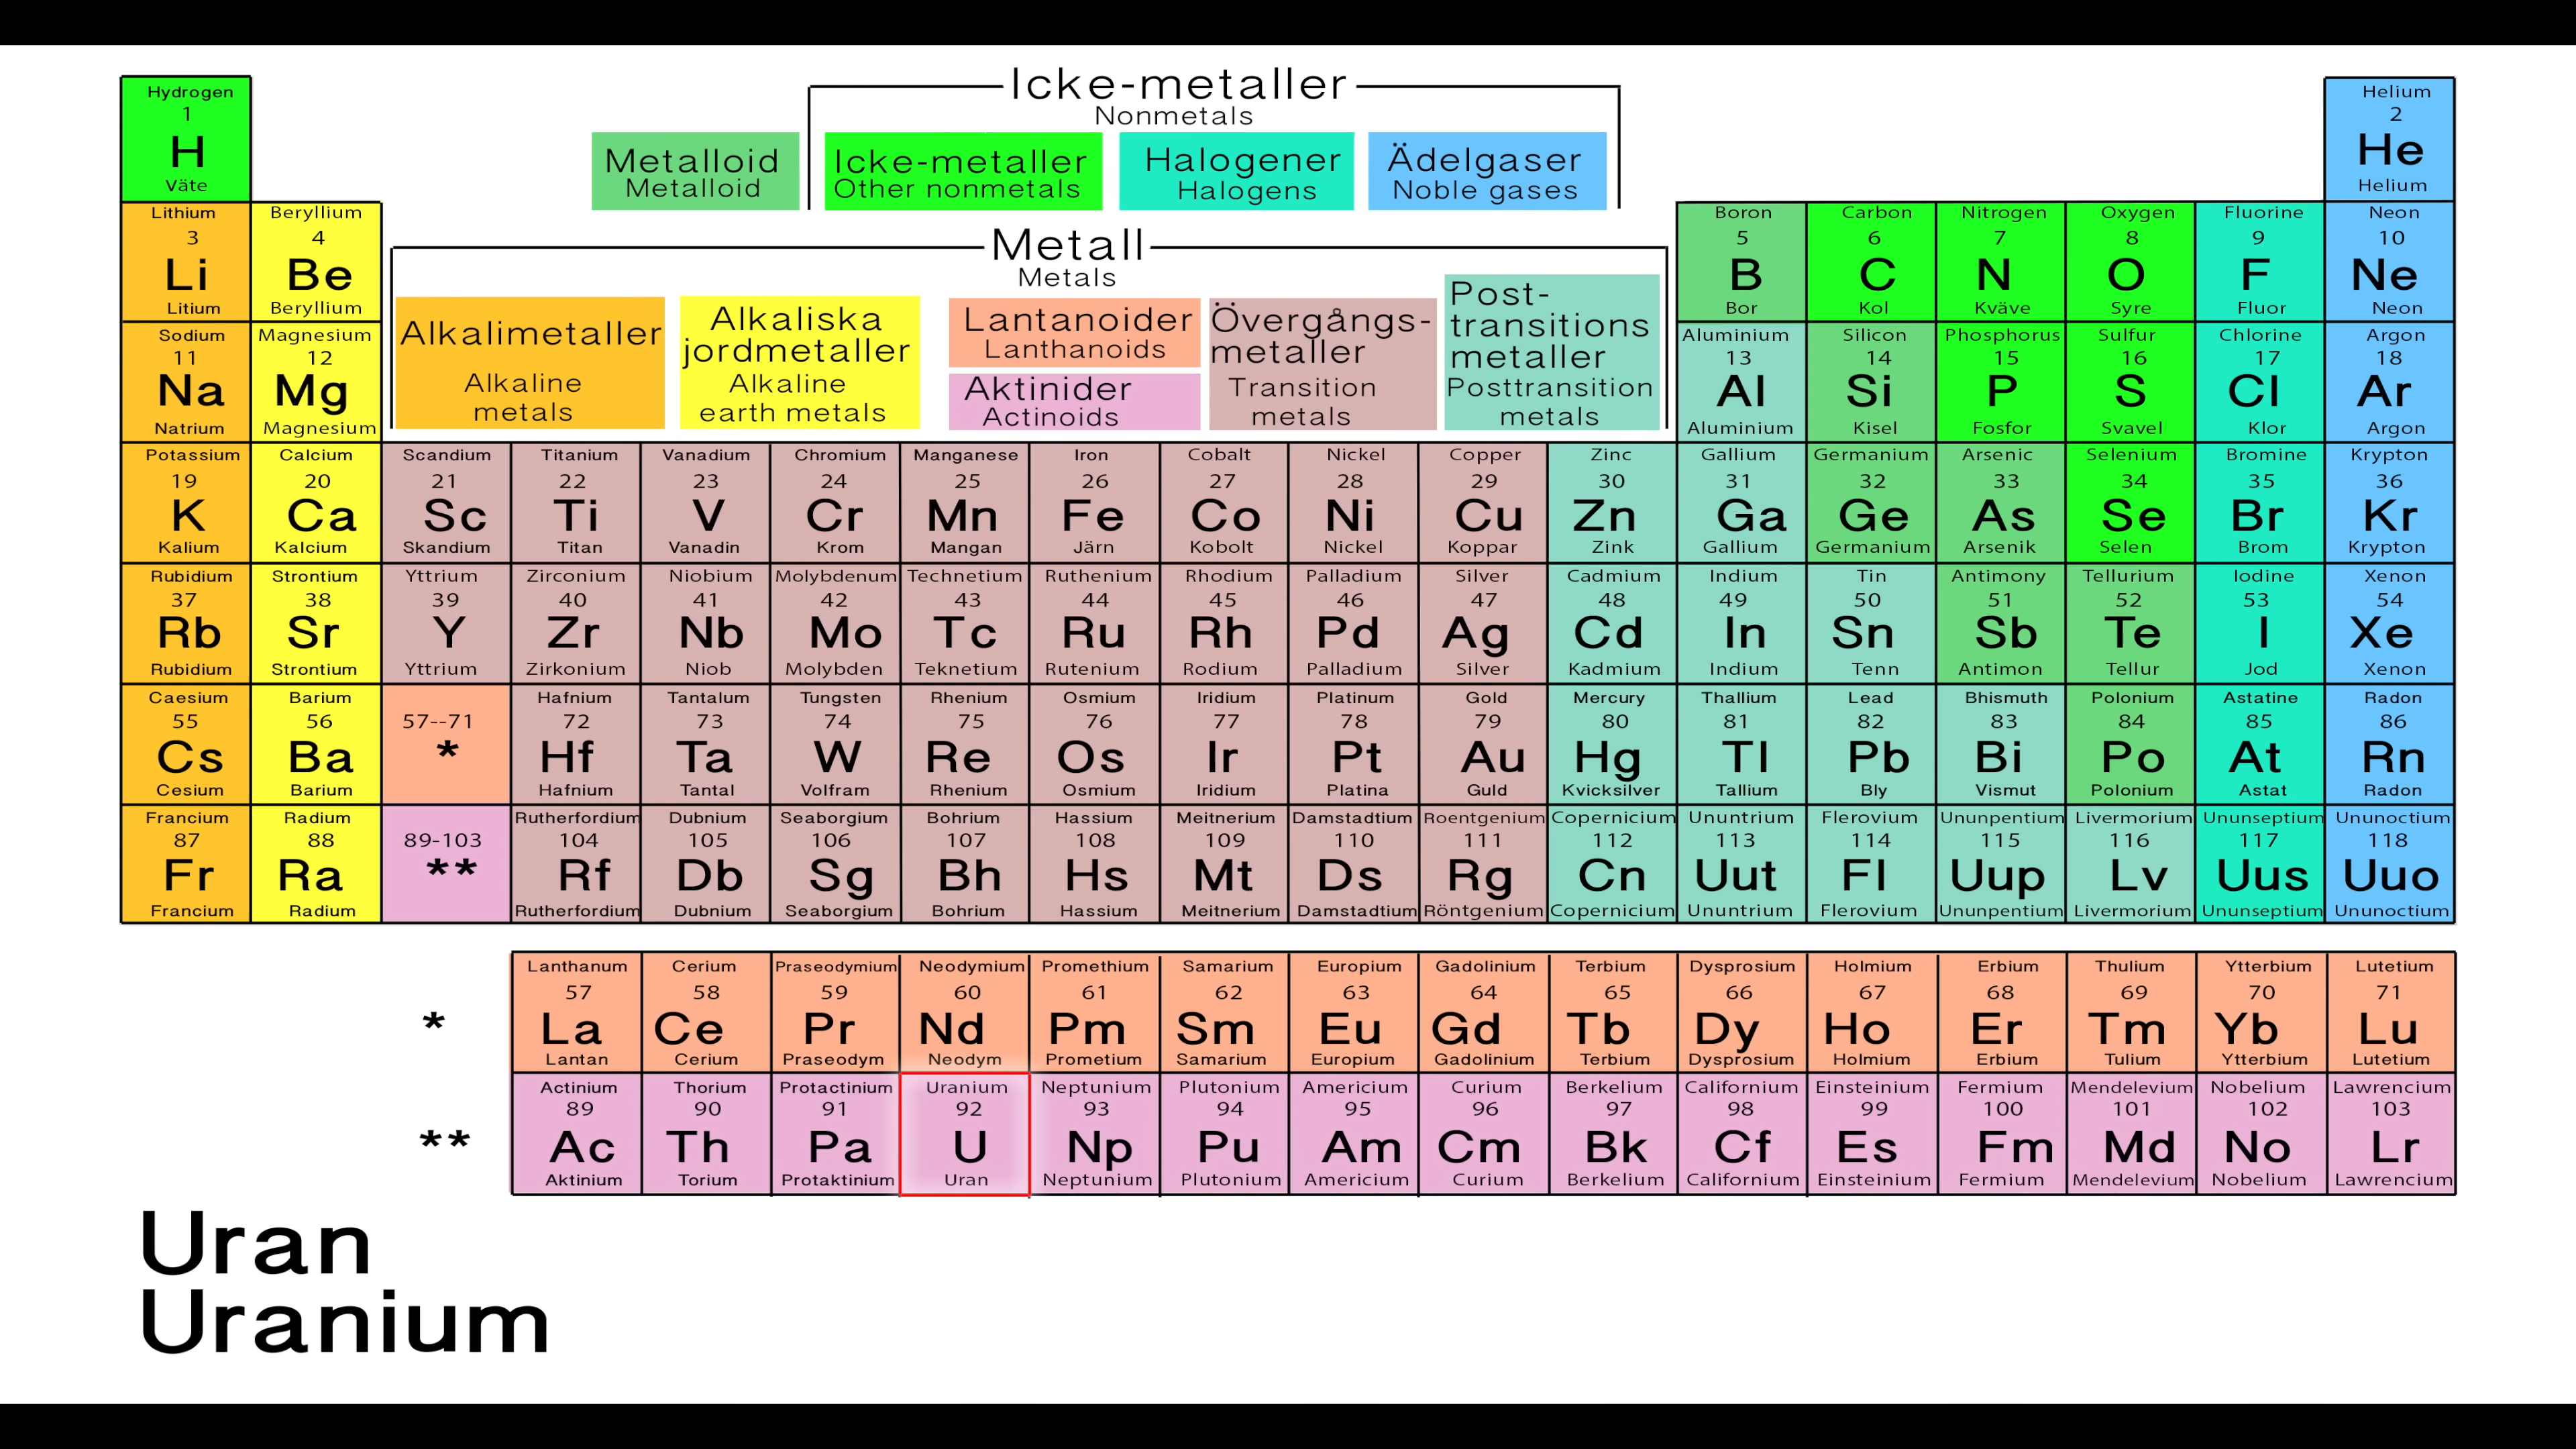 Icke-metaller
Nonmetals
Metalloid
Metalloid
Icke-metaller
Other nonmetals
Halogener
Halogens
Ädelgaser
Noble gases
Metall
Metals
Alkalimetaller
Alkaline
metals
Alkaliska
jordmetaller
Alkaline
earth metals
Lantanoider
Lanthanoids
Aktinider
Actinoids
Övergångs-
metaller
Transition
metals
Post-
transitions
metaller
Posttransition
metals
Hydrogen Helium
1 2
H He
Väte Helium
Lithium Beryllium Boron Carbon Nitrogen Oxygen Fluorine Neon
3 4 5 6 7 8 9 10
Li Be B C N O F Ne
Litium Beryllium Bor Kol Kväve Syre Fluor Neon
Sodium Magnesium Aluminium Silicon Phosphorus Sulfur Chlorine Argon
11 12 13 14 15 16 17 18
Na Mg Al Si P S Cl Ar
Natrium Magnesium Aluminium Kisel Fosfor Svavel Klor Argon
Potassium Calcium Scandium Titanium Vanadium Chromium Manganese Iron Cobalt Nickel Copper Zinc Gallium Germanium Arsenic Selenium Bromine Krypton
19 20 21 22 23 24 25 26 27 28 29 30 31 32 33 34 35 36
K Ca Sc Ti V Cr Mn Fe Co Ni Cu Zn Ga Ge As Se Br Kr
Kalium Kalcium Skandium Titan Vanadin Krom Mangan Järn Kobolt Nickel Koppar Zink Gallium Germanium Arsenik Selen Brom Krypton
Rubidium Strontium Yttrium Zirconium Niobium Molybdenum Technetium Ruthenium Rhodium Palladium Silver Cadmium Indium Tin Antimony Tellurium Iodine Xenon
37 38 39 40 41 42 43 44 45 46 47 48 49 50 51 52 53 54
Rb Sr Y Zr Nb Mo Tc Ru Rh Pd Ag Cd In Sn Sb Te I Xe
Rubidium Strontium Yttrium Zirkonium Niob Molybden Teknetium Rutenium Rodium Palladium Silver Kadmium Indium Tenn Antimon Tellur Jod Xenon
Caesium Barium Hafnium Tantalum Tungsten Rhenium Osmium Iridium Platinum Gold Mercury Thallium Lead Bhismuth Polonium Astatine Radon
55 56 57--71 72 73 74 75 76 77 78 79 80 81 82 83 84 85 86
Cs Ba * Hf Ta W Re Os Ir Pt Au Hg Tl Pb Bi Po At Rn
Cesium Barium Hafnium Tantal Volfram Rhenium Osmium Iridium Platina Guld Kvicksilver Tallium Bly Vismut Polonium Astat Radon
Francium Radium Rutherfordium Dubnium Seaborgium Bohrium Hassium Meitnerium Damstadtium Roentgenium Copernicium Ununtrium Flerovium Ununpentium Livermorium Ununseptium Ununoctium
87 88 89-103 104 105 106 107 108 109 110 111 112 113 114 115 116 117 118
Fr Ra ** Rf Db Sg Bh Hs Mt Ds Rg Cn Uut Fl Uup Lv Uus Uuo
Francium Radium Rutherfordium Dubnium Seaborgium Bohrium Hassium Meitnerium Damstadtium Röntgenium Copernicium Ununtrium Flerovium Ununpentium Livermorium Ununseptium Ununoctium
Lanthanum Cerium Praseodymium Neodymium Promethium Samarium Europium Gadolinium Terbium Dysprosium Holmium Erbium Thulium Ytterbium Lutetium
57 58 59 60 61 62 63 64 65 66 67 68 69 70 71
* La Ce Pr Nd Pm Sm Eu Gd Tb Dy Ho Er Tm Yb Lu
Lantan Cerium Praseodym Neodym Prometium Samarium Europium Gadolinium Terbium Dysprosium Holmium Erbium Tulium Ytterbium Lutetium
Actinium Thorium Protactinium Uranium Neptunium Plutonium Americium Curium Berkelium Californium Einsteinium Fermium Mendelevium Nobelium Lawrencium
89 90 91 92 93 94 95 96 97 98 99 100 101 102 103
** Ac Th Pa U Np Pu Am Cm Bk Cf Es Fm Md No Lr
Aktinium Torium Protaktinium Uran Neptunium Plutonium Americium Curium Berkelium Californium Einsteinium Fermium Mendelevium Nobelium Lawrencium
Uran
Uranium